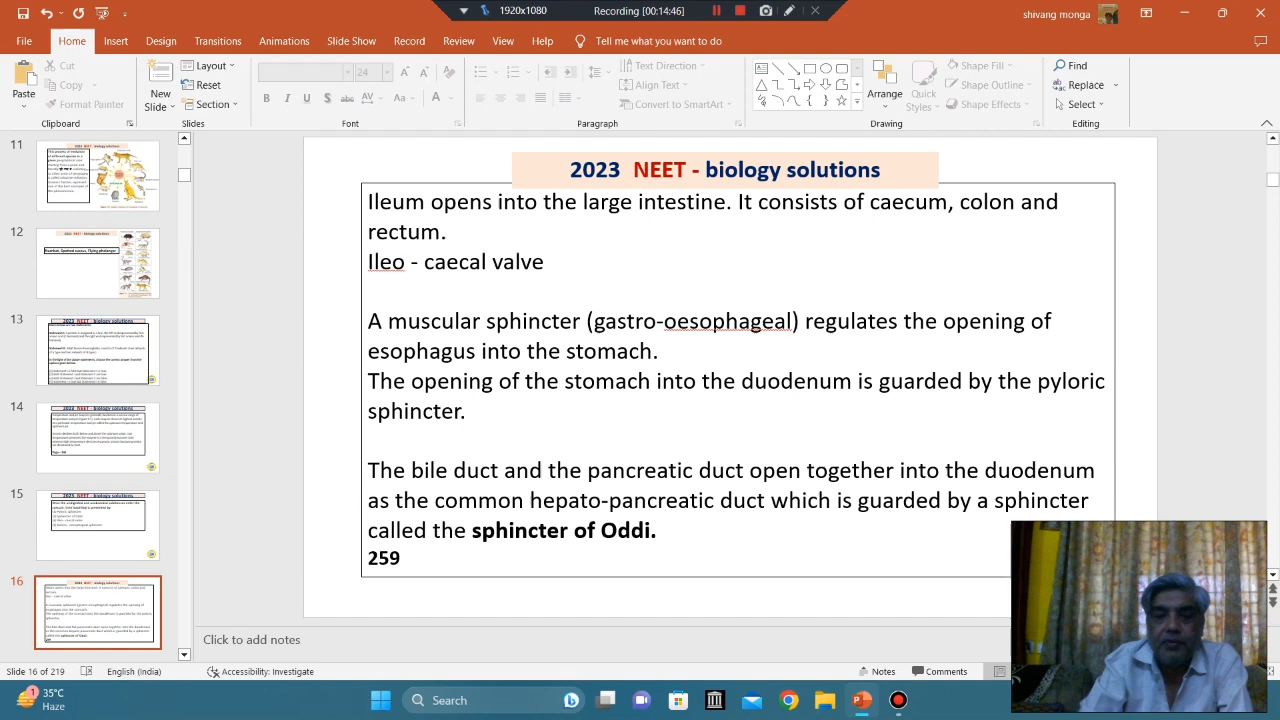 1920x1080 Recording [00:14:46]
shivang monga
File Home Insert Design Transitions Animations Slide Show Record Review View Help Tell me what you want to do
Paste
Cut
Copy
Format Painter
Clipboard
New Slide
Layout
Reset
Section
Slides
24
Font
Text Direction
Align Text
Convert to SmartArt
Paragraph
Arrange
Quick Styles
Shape Fill
Shape Outline
Shape Effects
Drawing
Find
Replace
Select
Editing
11
12
13
14
15
16
2023 NEET - biology solutions
Ileum opens into the large intestine. It consists of caecum, colon and
rectum.
Ileo - caecal valve
A muscular sphincter (gastro-oesophageal) regulates the opening of
esophagus into the stomach.
The opening of the stomach into the duodenum is guarded by the pyloric
sphincter.
The bile duct and the pancreatic duct open together into the duodenum
as the common hepato-pancreatic duct which is guarded by a sphincter
called the sphincter of Oddi.
259
Click to add notes
Slide 16 of 219 English (India) Accessibility: Investigate Notes Comments
35°C
Haze
Search